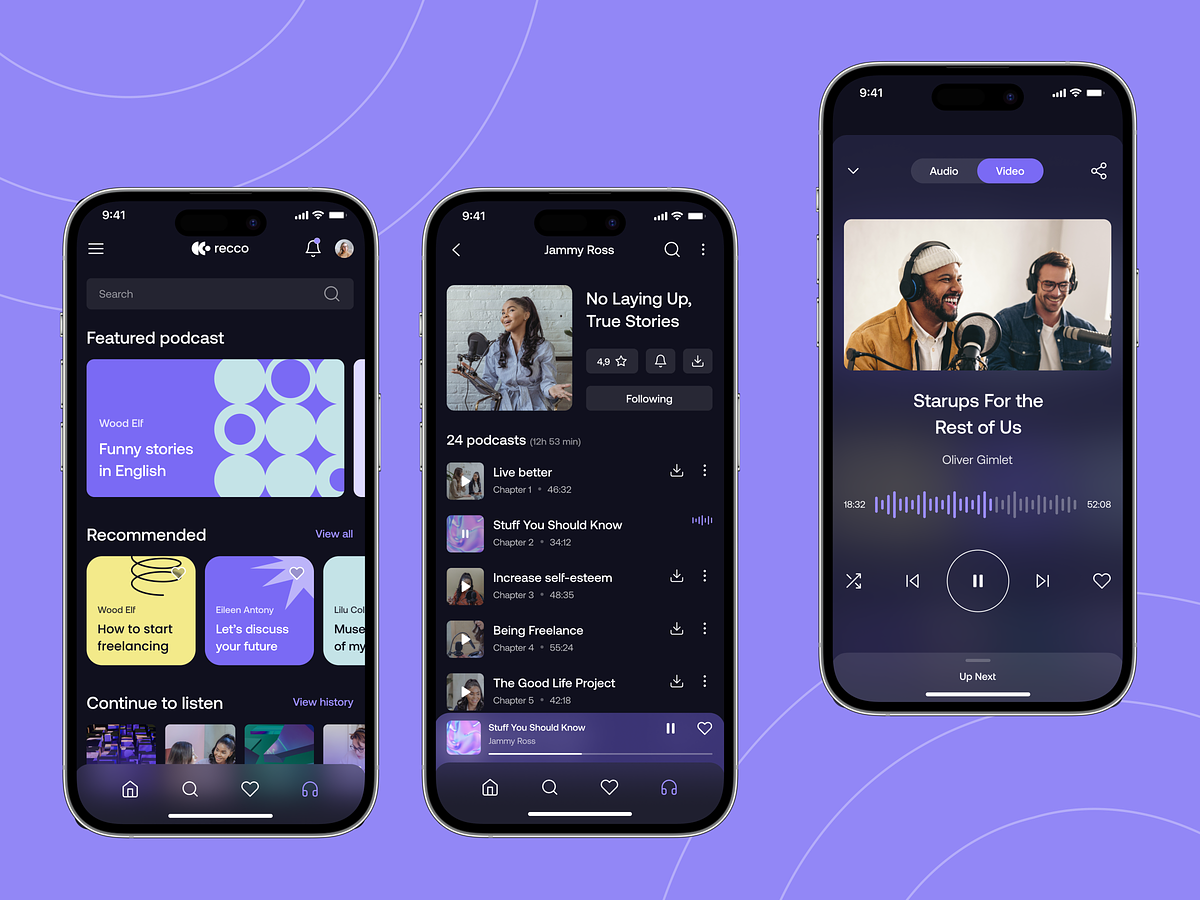 9:41
recco
Search
Featured podcast
Wood Elf
Funny stories
in English
Recommended
View all
Wood Elf
How to start
freelancing
Eileen Antony
Let's discuss
your future
Lilu Col
Muse
of my
Continue to listen
View history
9:41
Jammy Ross
No Laying Up,
True Stories
4,9
Following
24 podcasts (12h 53 min)
Live better
Chapter 1 • 46:32
Stuff You Should Know
Chapter 2 • 34:12
Increase self-esteem
Chapter 3 • 48:35
Being Freelance
Chapter 4 • 55:24
The Good Life Project
Chapter 5 • 42:18
Stuff You Should Know
Jammy Ross
9:41
Audio
Video
Starups For the
Rest of Us
Oliver Gimlet
18:32
52:08
Up Next